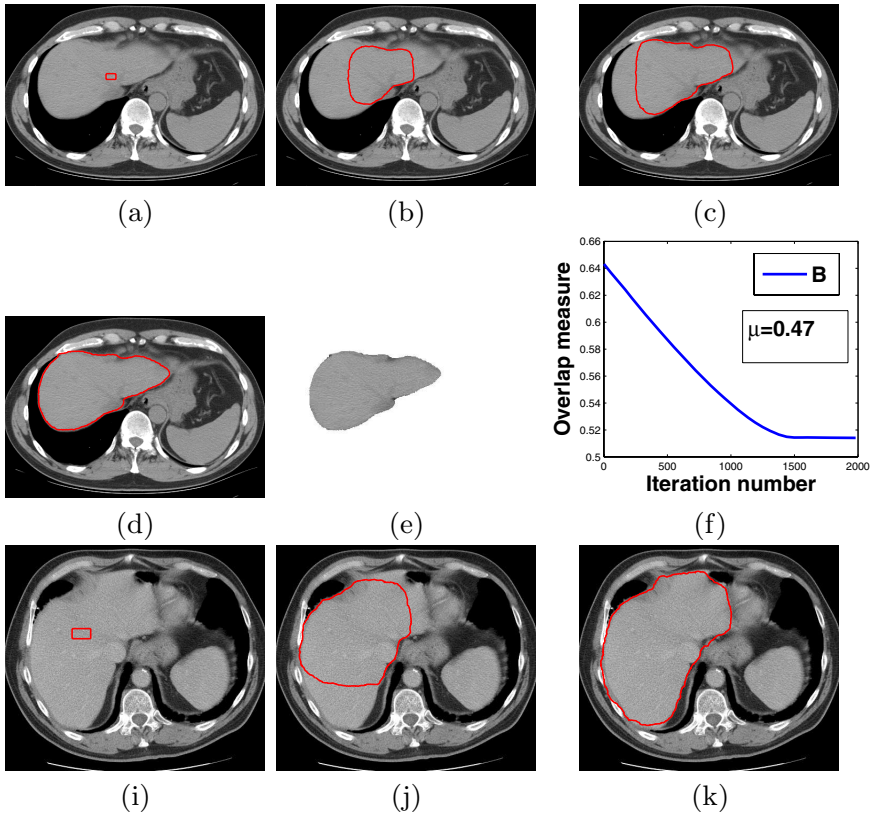 (a)
(b)
(c)
0.66
0.64
0.62
0.6
0.58
0.56
0.54
0.52
0.5
Overlap measure
B
μ=0.47
0
500
1000
1500
2000
Iteration number
(d)
(e)
(f)
(i)
(j)
(k)